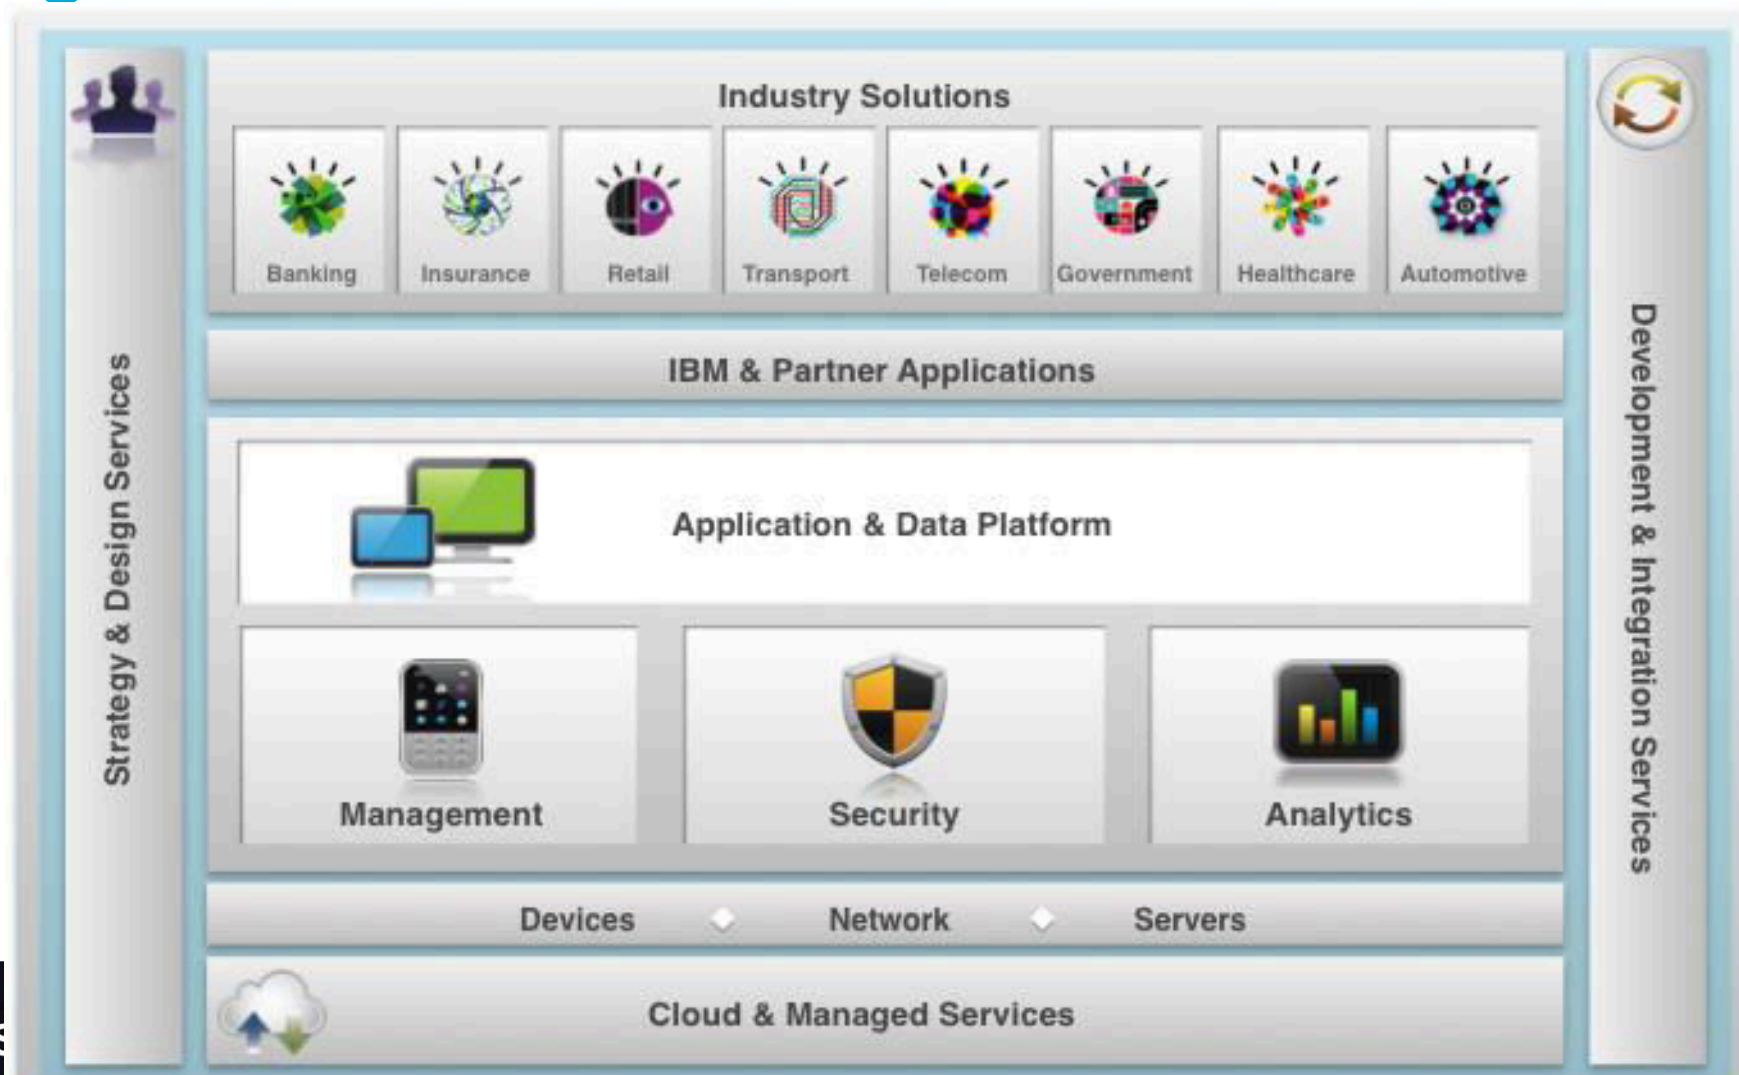 Industry Solutions
Banking
Insurance
Retail
Transport
Telecom
Government
Healthcare
Automotive
IBM & Partner Applications
Strategy & Design Services
Development & Integration Services
Application & Data Platform
Management
Security
Analytics
Devices Network Servers
Cloud & Managed Services